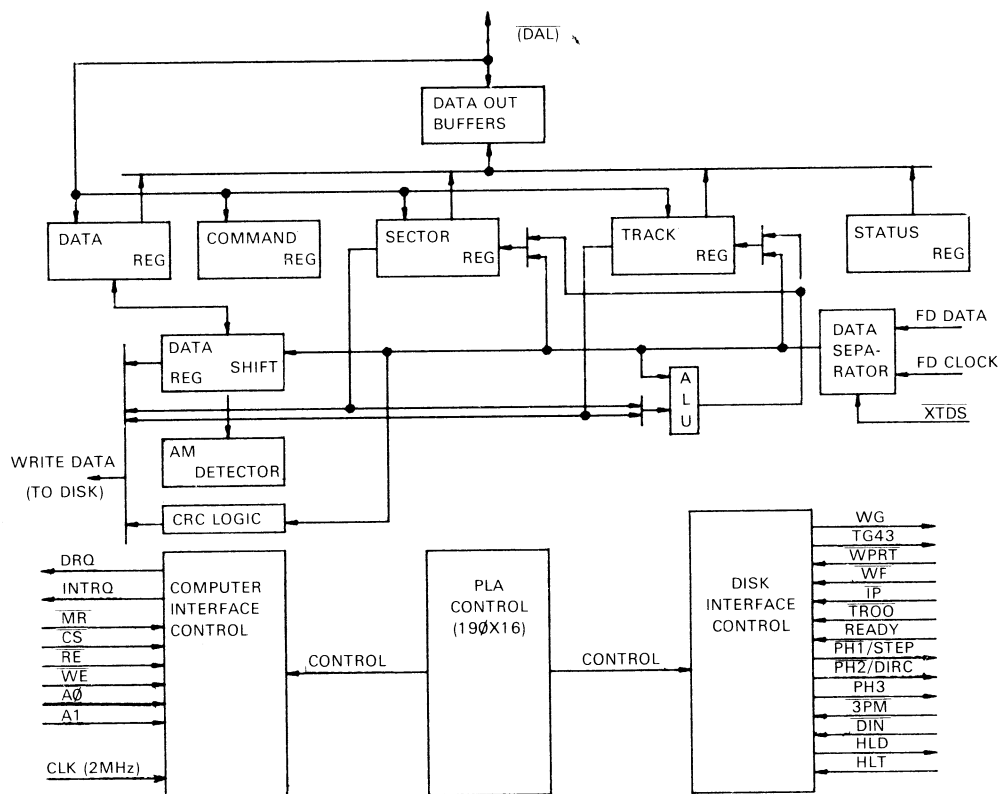 (DAL)
DATA OUT
BUFFERS
DATA
REG
COMMAND
REG
SECTOR
REG
TRACK
REG
STATUS
REG
DATA
SHIFT
REG
DATA
SEPA-
RATOR
FD DATA
FD CLOCK
XTDS
A
L
U
AM
DETECTOR
WRITE DATA
(TO DISK)
CRC LOGIC
DRQ
INTRQ
MR
CS
RE
WE
AØ
A1
CLK (2MHz)
COMPUTER
INTERFACE
CONTROL
CONTROL
PLA
CONTROL
(19ØX16)
CONTROL
DISK
INTERFACE
CONTROL
WG
TG43
WPRT
WF
IP
TROO
READY
PH1/STEP
PH2/DIRC
PH3
3PM
DIN
HLD
HLT